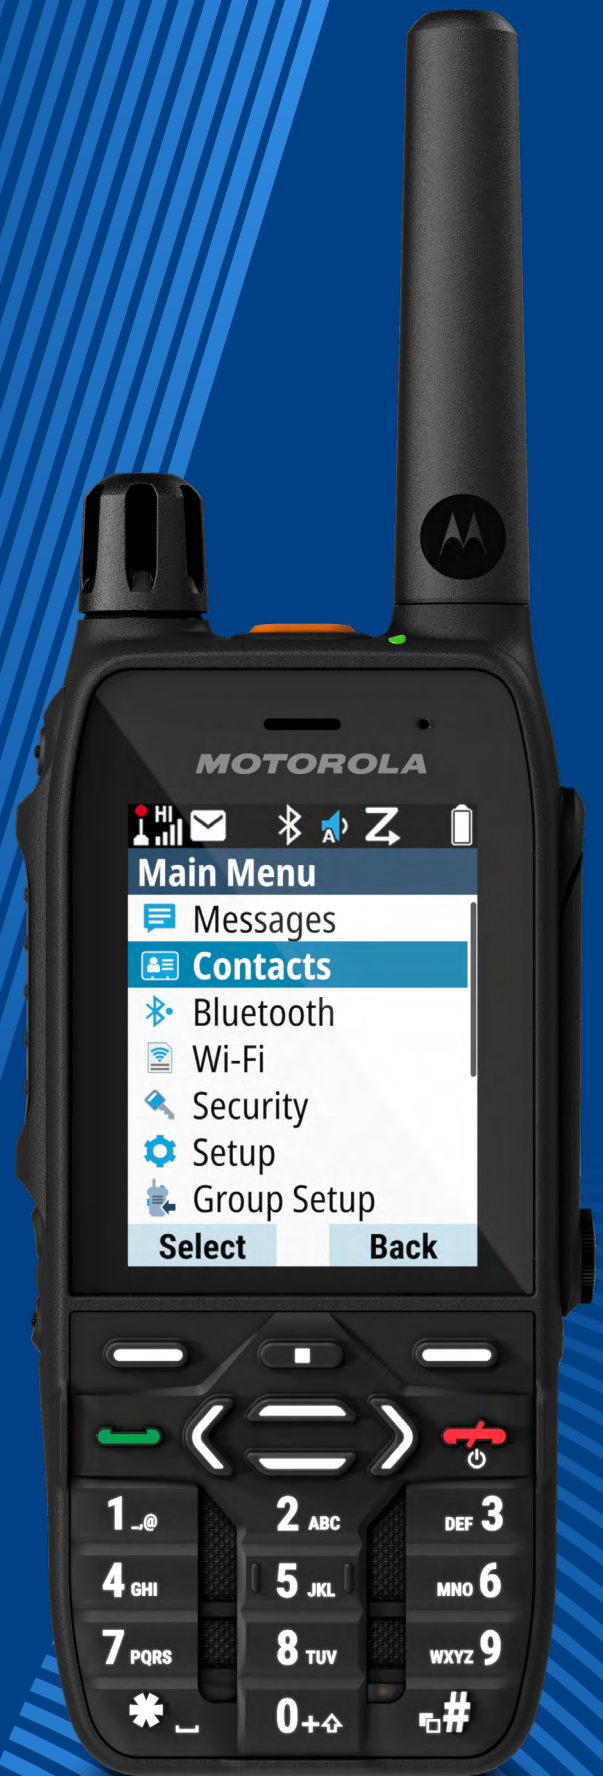 MOTOROLA
HI
A
Main Menu
Messages
Contacts
Bluetooth
Wi-Fi
Security
Setup
Group Setup
Select Back
1 .,@ 2 ABC DEF 3
4 GHI 5 JKL MNO 6
7 PQRS 8 TUV WXYZ 9
* 0+ #